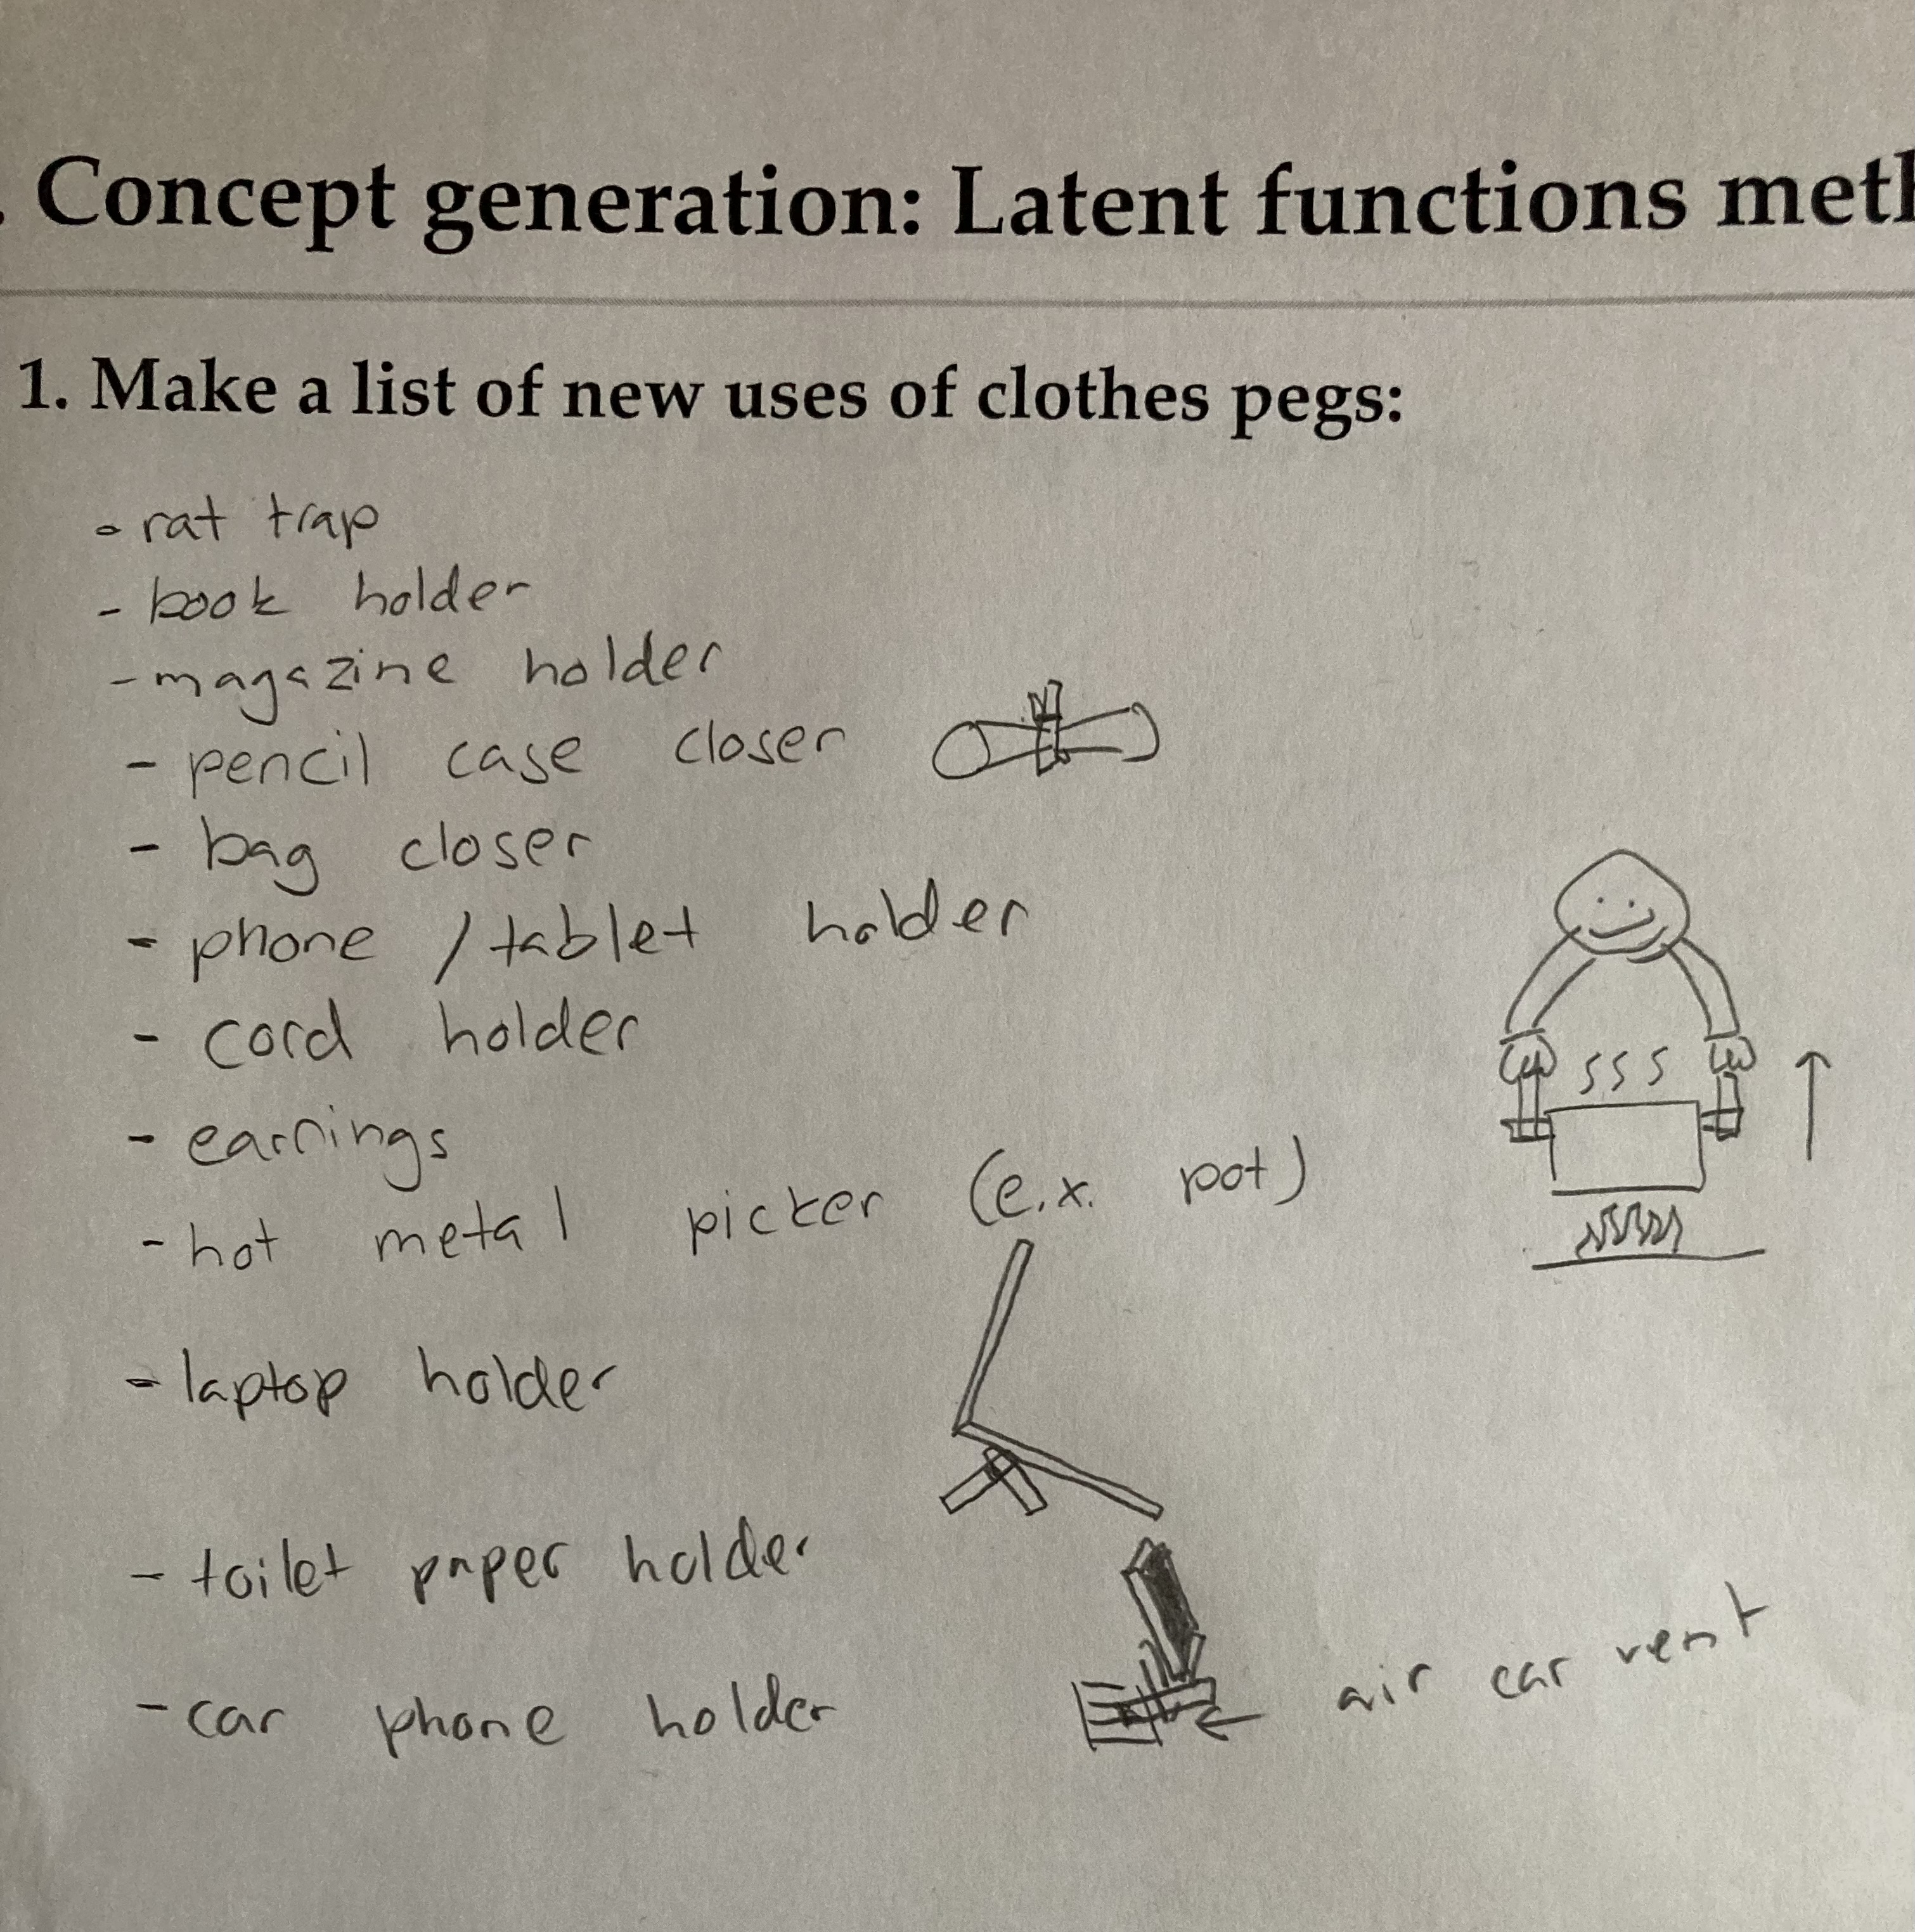 . Concept generation: Latent functions meth
1. Make a list of new uses of clothes pegs:
- rat trap
- book holder
- magazine holder
- pencil case closer
- bag closer
- phone / tablet holder
- cord holder
- earrings
- hot metal picker (e.x. pot)
SSS
- laptop holder
- toilet paper holder
- car phone holder
air car vent